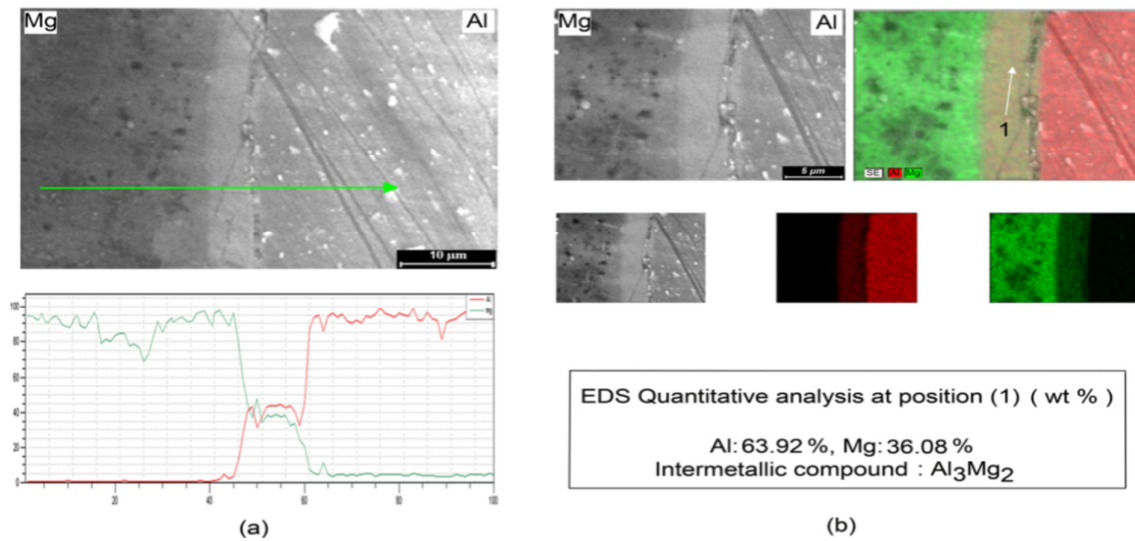 Mg Al
10 μm
Al
Mg
100
80
60
40
20
0
20 40 60 80 100
(a)
Mg Al
5 μm
1
SE Al Mg
EDS Quantitative analysis at position (1) ( wt % )
Al: 63.92 %, Mg: 36.08 %
Intermetallic compound : Al3Mg2
(b)